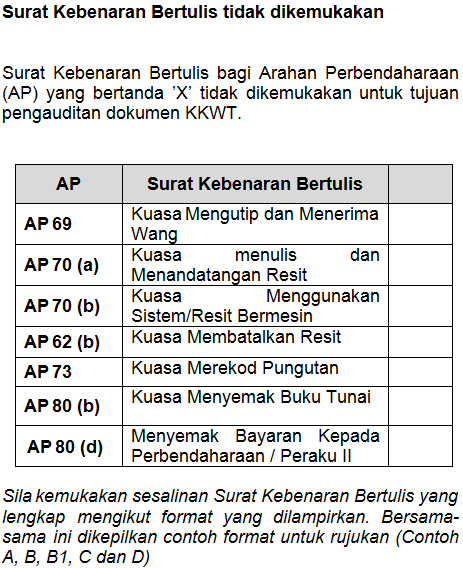 Surat Kebenaran Bertulis tidak dikemukakan
Surat Kebenaran Bertulis bagi Arahan Perbendaharaan
(AP) yang bertanda 'X' tidak dikemukakan untuk tujuan
pengauditan dokumen KKWT.
AP Surat Kebenaran Bertulis
AP 69 Kuasa Mengutip dan Menerima
Wang
AP 70 (a) Kuasa menulis dan
Menandatangan Resit
AP 70 (b) Kuasa Menggunakan
Sistem/Resit Bermesin
AP 62 (b) Kuasa Membatalkan Resit
AP 73 Kuasa Merekod Pungutan
AP 80 (b) Kuasa Menyemak Buku Tunai
AP 80 (d) Menyemak Bayaran Kepada
Perbendaharaan / Peraku II
Sila kemukakan sesalinan Surat Kebenaran Bertulis yang
lengkap mengikut format yang dilampirkan. Bersama-
sama ini dikepilkan contoh format untuk rujukan (Contoh
A, B, B1, C dan D)